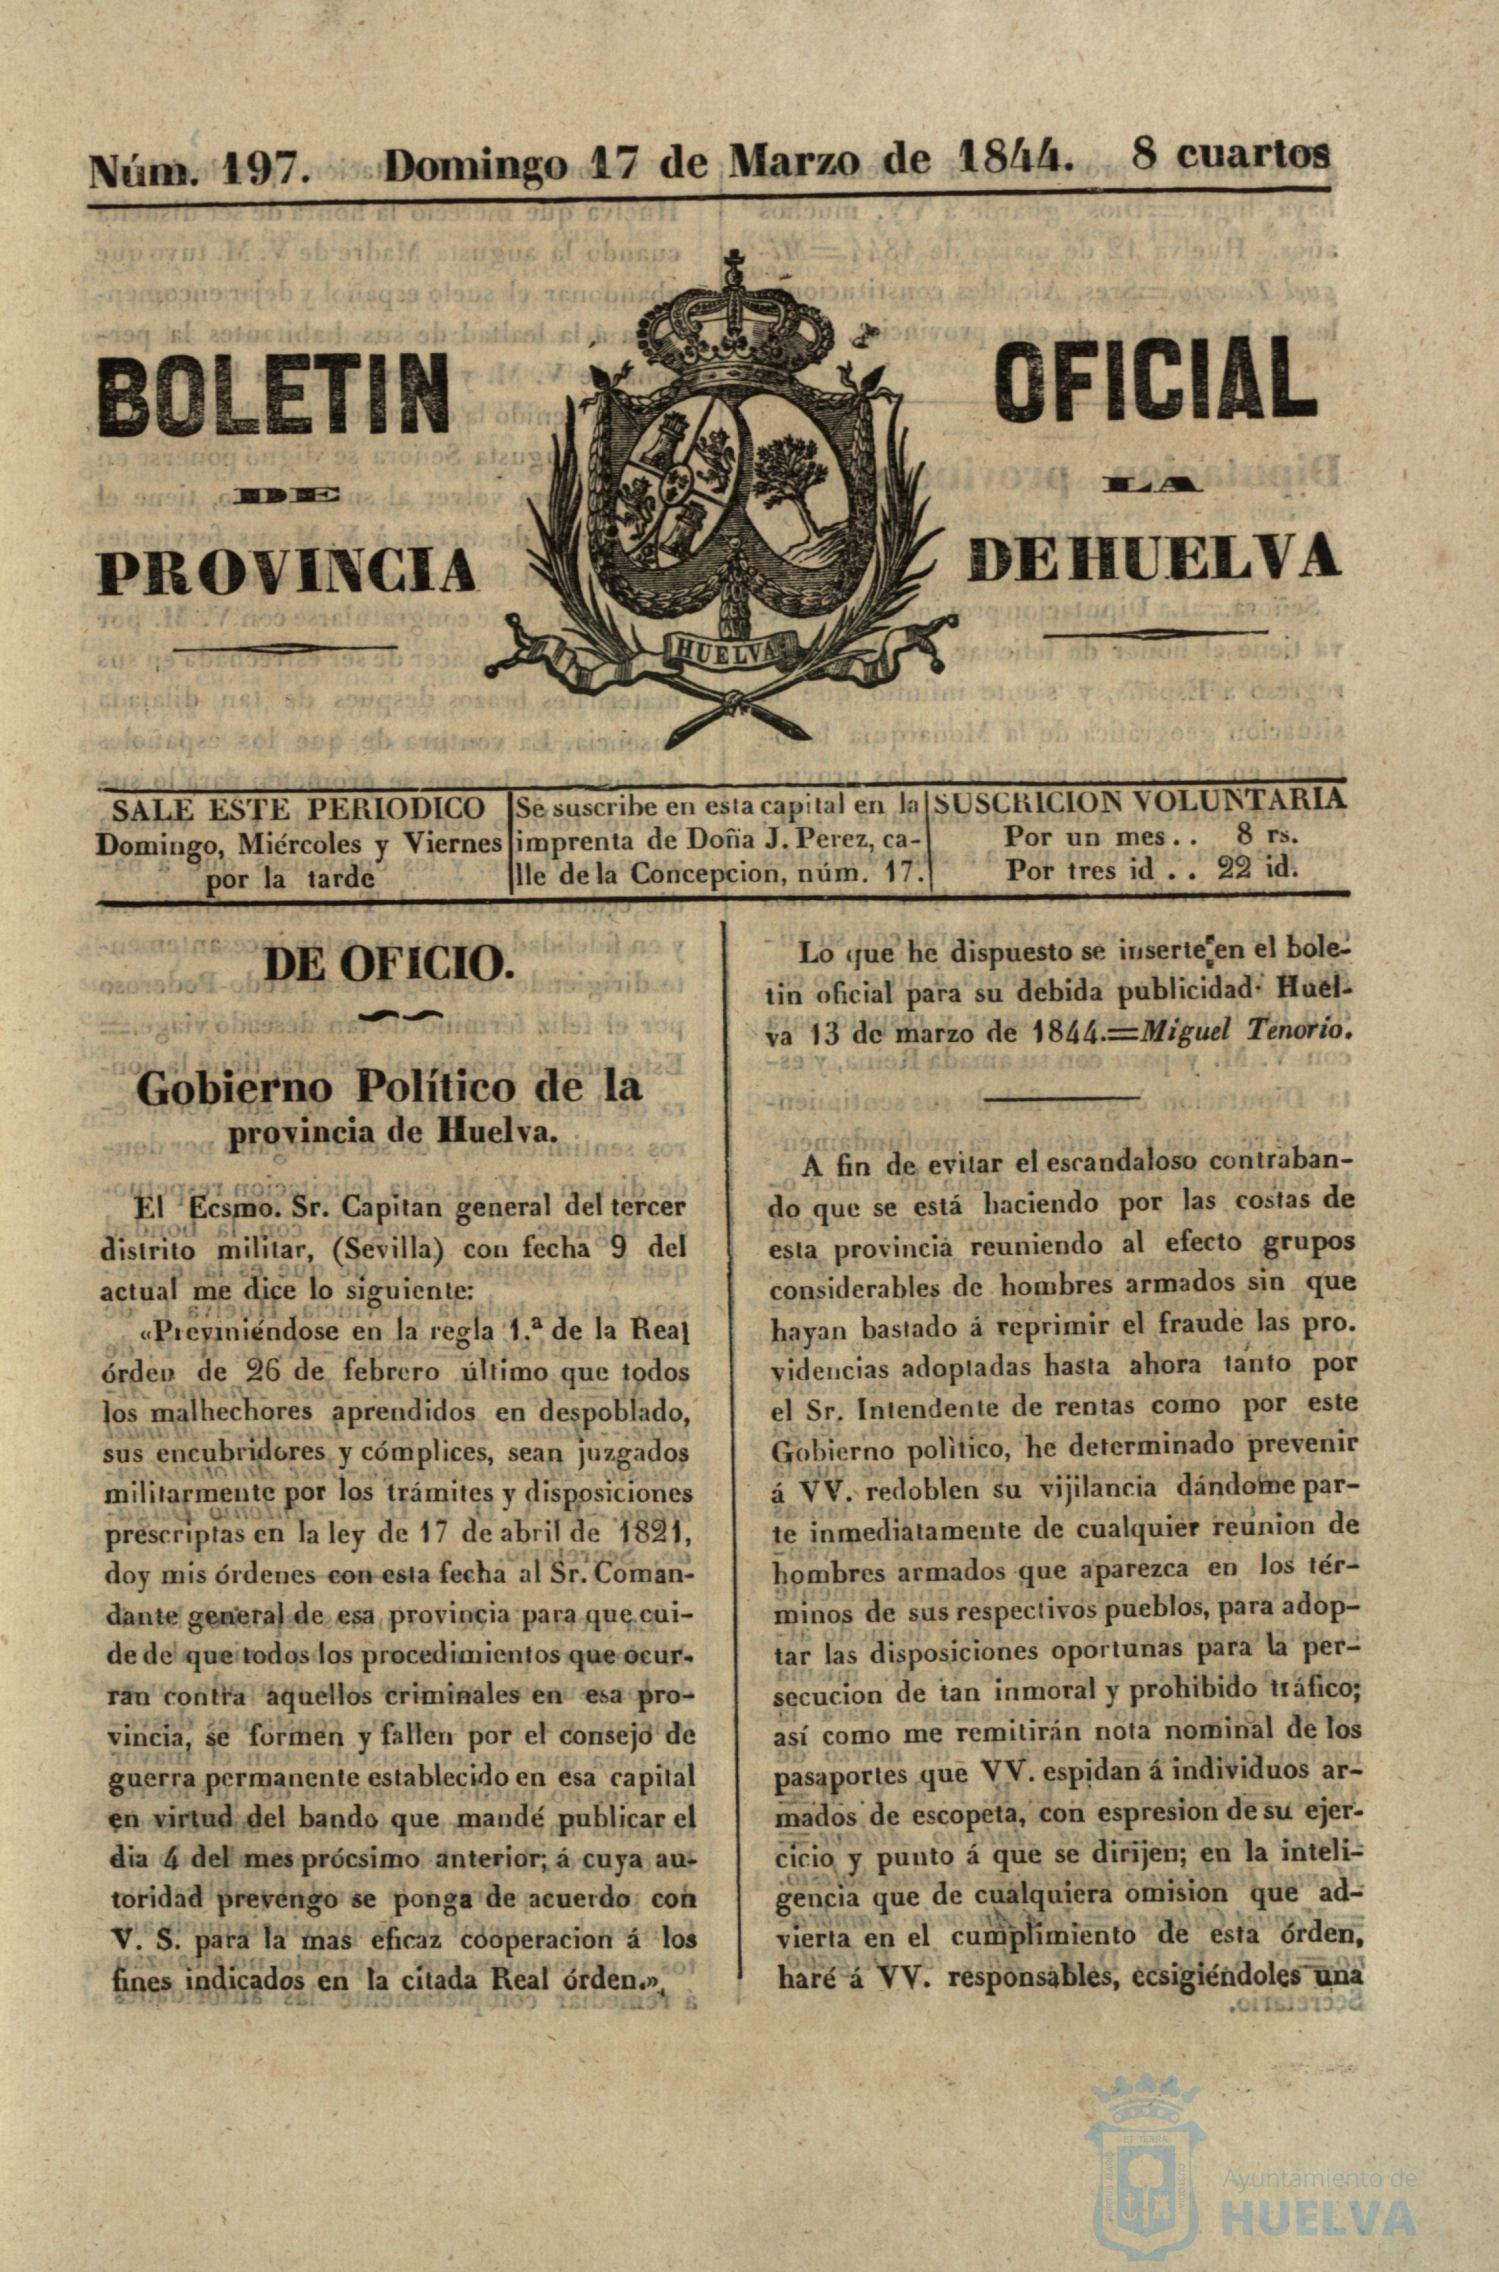 Núm. 197. Domingo 17 de Marzo de 1844. 8 cuartos
BOLETIN OFICIAL
DE LA
PROVINCIA DE HUELVA
HUELVA
SALE ESTE PERIODICO
Domingo, Miércoles y Viernes
por la tarde
Se suscribe en esta capital en la
imprenta de Doña J. Perez, ca-
lle de la Concepcion, núm. 17.
SUSCRICION VOLUNTARIA
Por un mes . . 8 rs.
Por tres id . . 22 id.
DE OFICIO.
Gobierno Político de la
provincia de Huelva.
El Ecsmo. Sr. Capitan general del tercer
distrito militar, (Sevilla) con fecha 9 del
actual me dice lo siguiente:
«Previniéndose en la regla 1.ª de la Real
órden de 26 de febrero último que todos
los malhechores aprendidos en despoblado,
sus encubridores y cómplices, sean juzgados
militarmente por los trámites y disposiciones
prescriptas en la ley de 17 de abril de 1821,
doy mis órdenes con esta fecha al Sr. Coman-
dante general de esa provincia para que cui-
de de que todos los procedimientos que ocur-
ran contra aquellos criminales en esa pro-
vincia, se formen y fallen por el consejo de
guerra permanente establecido en esa capital
en virtud del bando que mandé publicar el
dia 4 del mes prócsimo anterior; á cuya au-
toridad prevengo se ponga de acuerdo con
V. S. para la mas eficaz cooperacion á los
fines indicados en la citada Real órden.»
Lo que he dispuesto se inserte en el bole-
tin oficial para su debida publicidad. Huel-
va 13 de marzo de 1844.=Miguel Tenorio.
A fin de evitar el escandaloso contraban-
do que se está haciendo por las costas de
esta provincia reuniendo al efecto grupos
considerables de hombres armados sin que
hayan bastado á reprimir el fraude las pro.
videncias adoptadas hasta ahora tanto por
el Sr. Intendente de rentas como por este
Gobierno polìtico, he determinado prevenir
á VV. redoblen su vijilancia dándome par-
te inmediatamente de cualquier reunion de
hombres armados que aparezca en los tér-
minos de sus respectivos pueblos, para adop-
tar las disposiciones oportunas para la per-
secucion de tan inmoral y prohibido tráfico;
así como me remitirán nota nominal de los
pasaportes que VV. espidan á individuos ar-
mados de escopeta, con espresion de su ejer-
cicio y punto á que se dirijen; en la inteli-
gencia que de cualquiera omision que ad-
vierta en el cumplimiento de esta órden,
haré á VV. responsables, ecsigiéndoles una
Ayuntamiento de
HUELVA